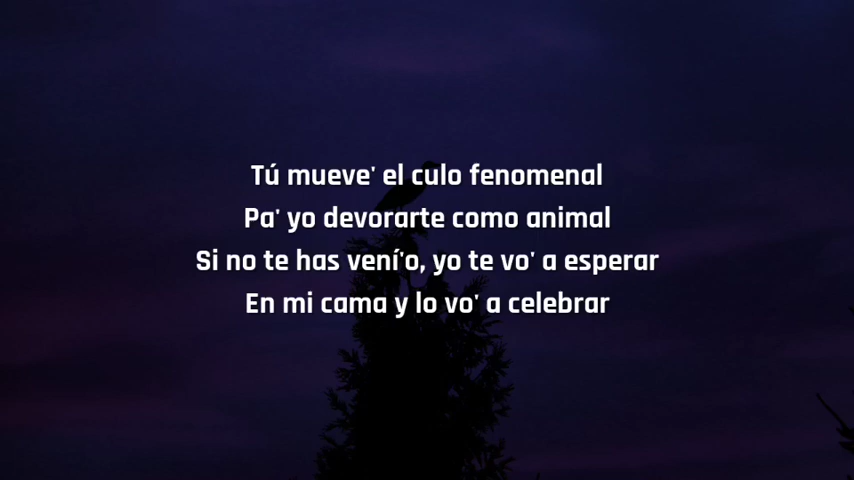 Tú mueve' el culo fenomenal
Pa' yo devorarte como animal
Si no te has vení'o, yo te vo' a esperar
En mi cama y lo vo' a celebrar